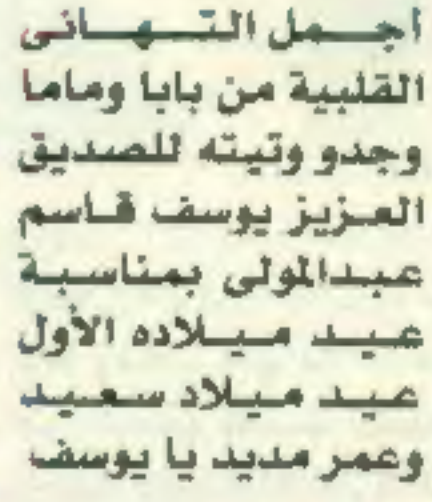 أجمل التهانى
القلبية من بابا وماما
وجدو وتيته للصديق
العزيز يوسف قاسم
عبدالمولى بمناسبة
عيد ميلاده الأول
عيد ميلاد سعيد
وعمر مديد يا يوسف